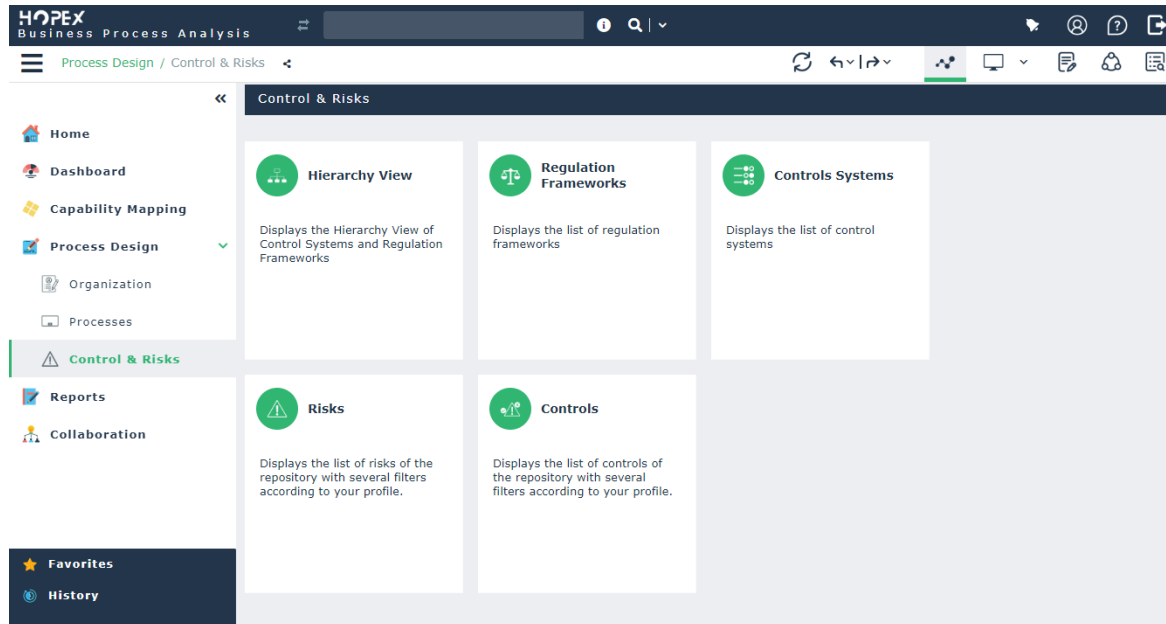 HOPEX
Business Process Analysis
Process Design / Control & Risks
Control & Risks
Home
Dashboard
Capability Mapping
Process Design
Organization
Processes
Control & Risks
Reports
Collaboration
Favorites
History
Hierarchy View
Displays the Hierarchy View of
Control Systems and Regulation
Frameworks
Regulation
Frameworks
Displays the list of regulation
frameworks
Controls Systems
Displays the list of control
systems
Risks
Displays the list of risks of the
repository with several filters
according to your profile.
Controls
Displays the list of controls of
the repository with several
filters according to your profile.